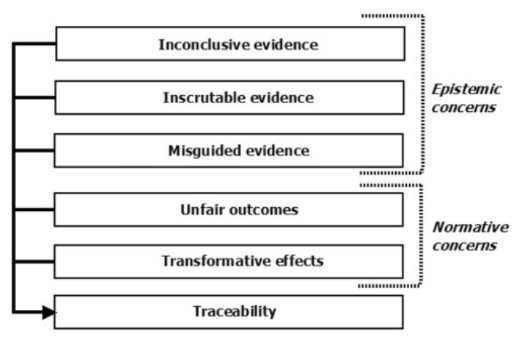 Inconclusive evidence
Inscrutable evidence
Misguided evidence
Epistemic
concerns
Unfair outcomes
Transformative effects
Normative
concerns
Traceability